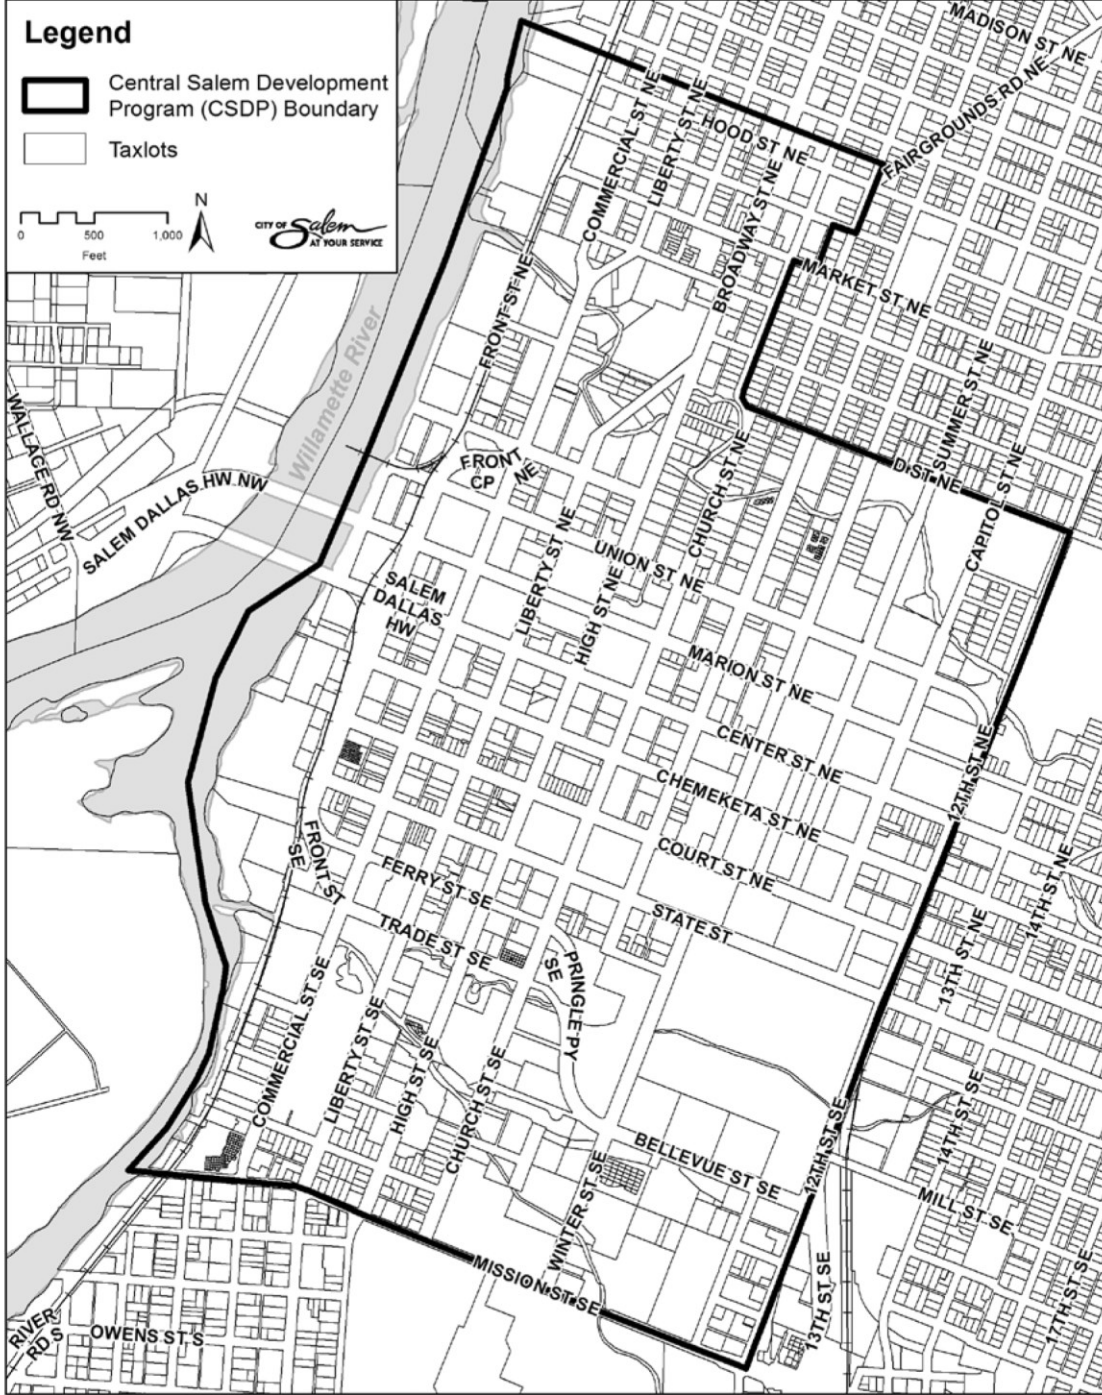 Legend
Central Salem Development
Program (CSDP) Boundary
Taxlots
N
0 500 1,000
Feet
CITY OF Salem
AT YOUR SERVICE
MADISON ST NE
FAIRGROUNDS RD NE
HOOD ST NE
COMMERCIAL ST NE
LIBERTY ST NE
BROADWAY ST NE
MARKET ST NE
FRONT ST NE
Willamette River
WALLACE RD NW
SALEM DALLAS HW NW
SUMMER ST NE
D ST NE
CAPITOL ST NE
FRONT
NE
CP
CHURCH ST NE
LIBERTY ST NE
HIGH ST NE
UNION ST NE
SALEM
DALLAS
HW
MARION ST NE
CENTER ST NE
CHEMEKETA ST NE
COURT ST NE
12TH ST NE
FRONT ST
SE
FERRY ST SE
TRADE ST SE
STATE ST
PRINGLE PY
SE
14TH ST NE
13TH ST NE
COMMERCIAL ST SE
LIBERTY ST SE
HIGH ST SE
CHURCH ST SE
BELLEVUE ST SE
WINTER ST SE
12TH ST SE
14TH ST SE
MILL ST SE
MISSION ST SE
13TH ST SE
17TH ST SE
RIVER
RD S
OWENS ST S